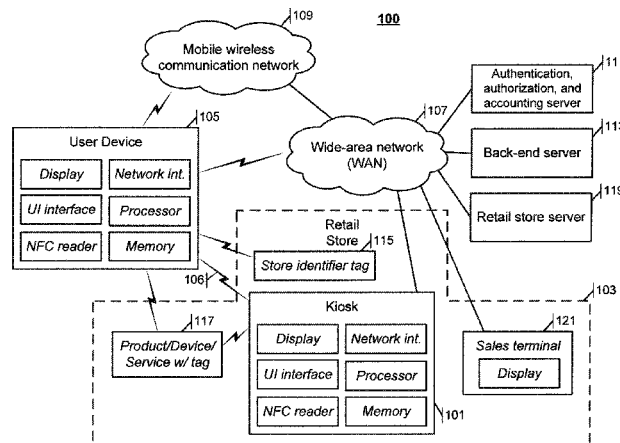 100
109
Mobile wireless
communication network
105
User Device
Display
Network int.
UI interface
Processor
NFC reader
Memory
107
Wide-area network
(WAN)
11
Authentication,
authorization, and
accounting server
113
Back-end server
119
Retail store server
Retail
Store
115
Store identifier tag
106
103
117
Product/Device/
Service w/ tag
Kiosk
Display
Network int.
UI interface
Processor
NFC reader
Memory
101
121
Sales terminal
Display